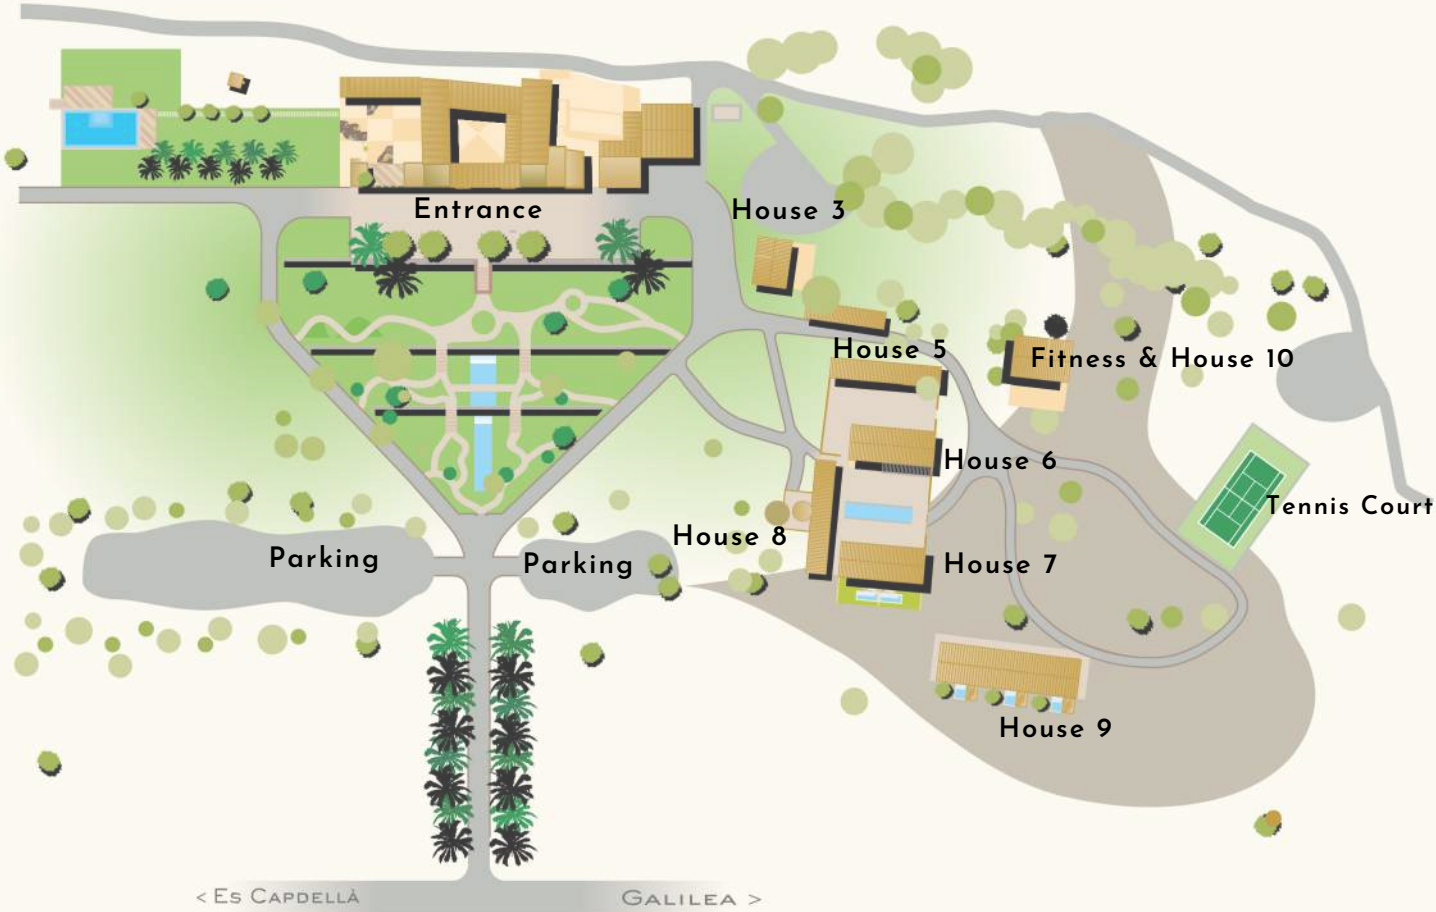 Entrance
House 3
House 5
Fitness & House 10
House 6
Tennis Court
House 8
Parking
Parking
House 7
House 9
< ES CAPDELLÀ
GALILEA >